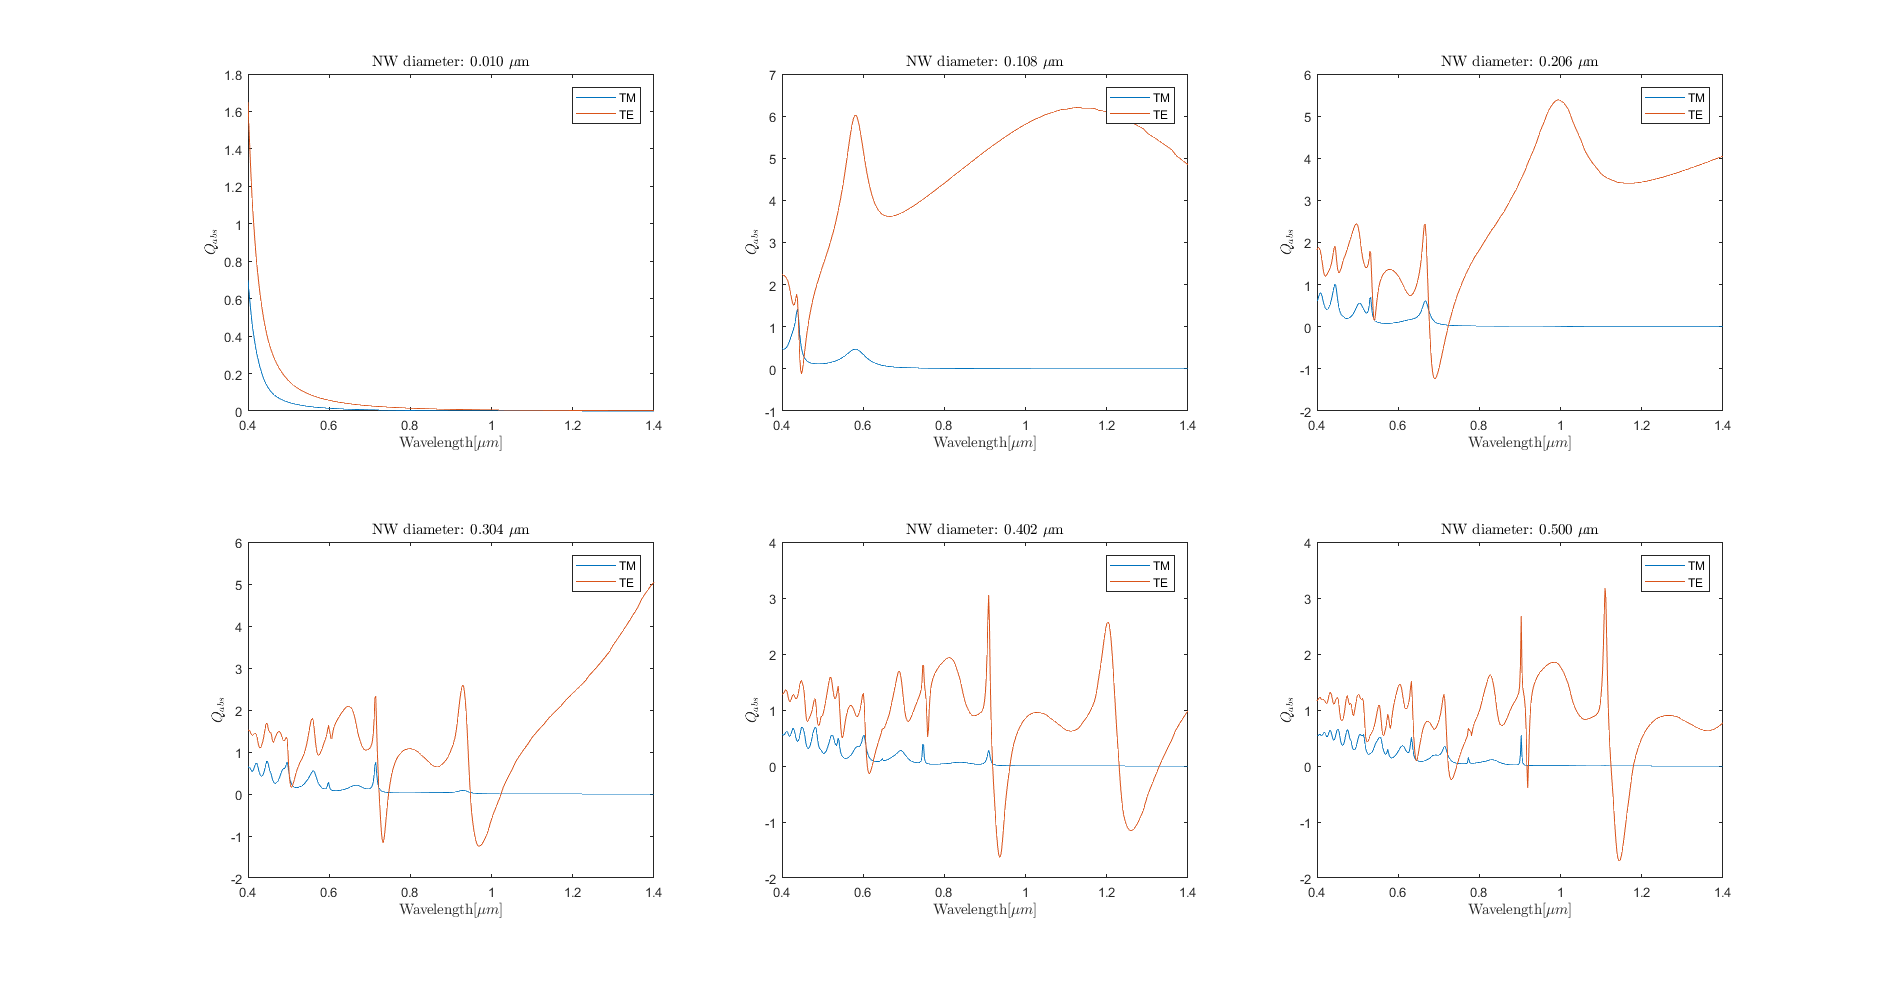 NW diameter: 0.010 μm
1.8
1.6
1.4
1.2
1
0.8
0.6
0.4
0.2
0
Q_abs
TM
TE
0.4 0.6 0.8 1 1.2 1.4
Wavelength[μm]
NW diameter: 0.108 μm
7
6
5
4
3
2
1
0
-1
Q_abs
TM
TE
0.4 0.6 0.8 1 1.2 1.4
Wavelength[μm]
NW diameter: 0.206 μm
6
5
4
3
2
1
0
-1
-2
Q_abs
TM
TE
0.4 0.6 0.8 1 1.2 1.4
Wavelength[μm]
NW diameter: 0.304 μm
6
5
4
3
2
1
0
-1
-2
Q_abs
TM
TE
0.4 0.6 0.8 1 1.2 1.4
Wavelength[μm]
NW diameter: 0.402 μm
4
3
2
1
0
-1
-2
Q_abs
TM
TE
0.4 0.6 0.8 1 1.2 1.4
Wavelength[μm]
NW diameter: 0.500 μm
4
3
2
1
0
-1
-2
Q_abs
TM
TE
0.4 0.6 0.8 1 1.2 1.4
Wavelength[μm]